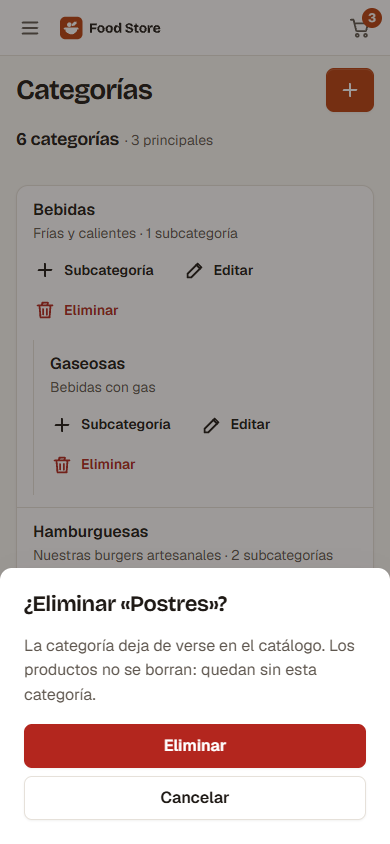 Food Store
3
Categorías
6 categorías · 3 principales
Bebidas
Frías y calientes · 1 subcategoría
Subcategoría
Editar
Eliminar
Gaseosas
Bebidas con gas
Subcategoría
Editar
Eliminar
Hamburguesas
Nuestras burgers artesanales · 2 subcategorías
¿Eliminar «Postres»?
La categoría deja de verse en el catálogo. Los
productos no se borran: quedan sin esta
categoría.
Eliminar
Cancelar